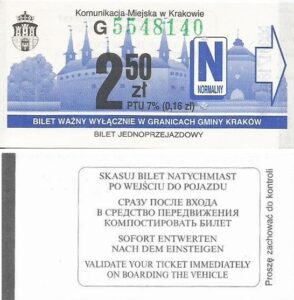 Komunikacja Miejska w Krakowie
G 5548140
2 50 zł
PTU 7% (0,16 zł)
N
NORMALNY
BILET WAŻNY WYŁĄCZNIE W GRANICACH GMINY KRAKÓW
BILET JEDNOPRZEJAZDOWY
SKASUJ BILET NATYCHMIAST
PO WEJŚCIU DO POJAZDU
СРАЗУ ПОСЛЕ ВХОДА
В СРЕДСТВО ПЕРЕДВИЖЕНИЯ
КОМПОСТИРОВАТЬ БИЛЕТ
SOFORT ENTWERTEN
NACH DEM EINSTEIGEN
VALIDATE YOUR TICKET IMMEDIATELY
ON BOARDING THE VEHICLE
Proszę zachować do kontroli